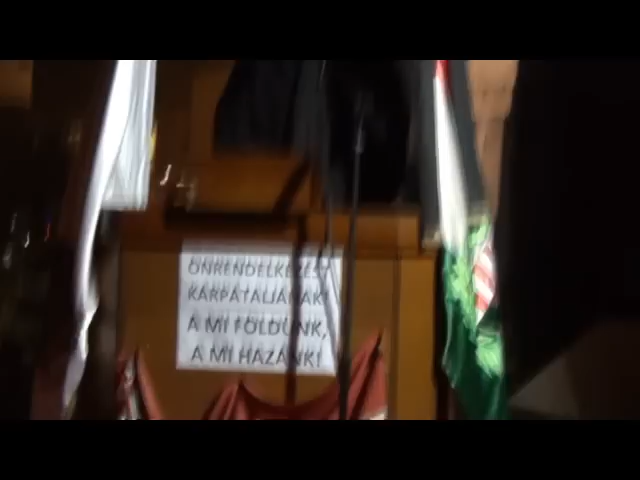 ÖNRENDELKEZÉST
KÁRPÁTALJÁNAK!
A MI FÖLDÜNK,
A MI HAZÁNK!